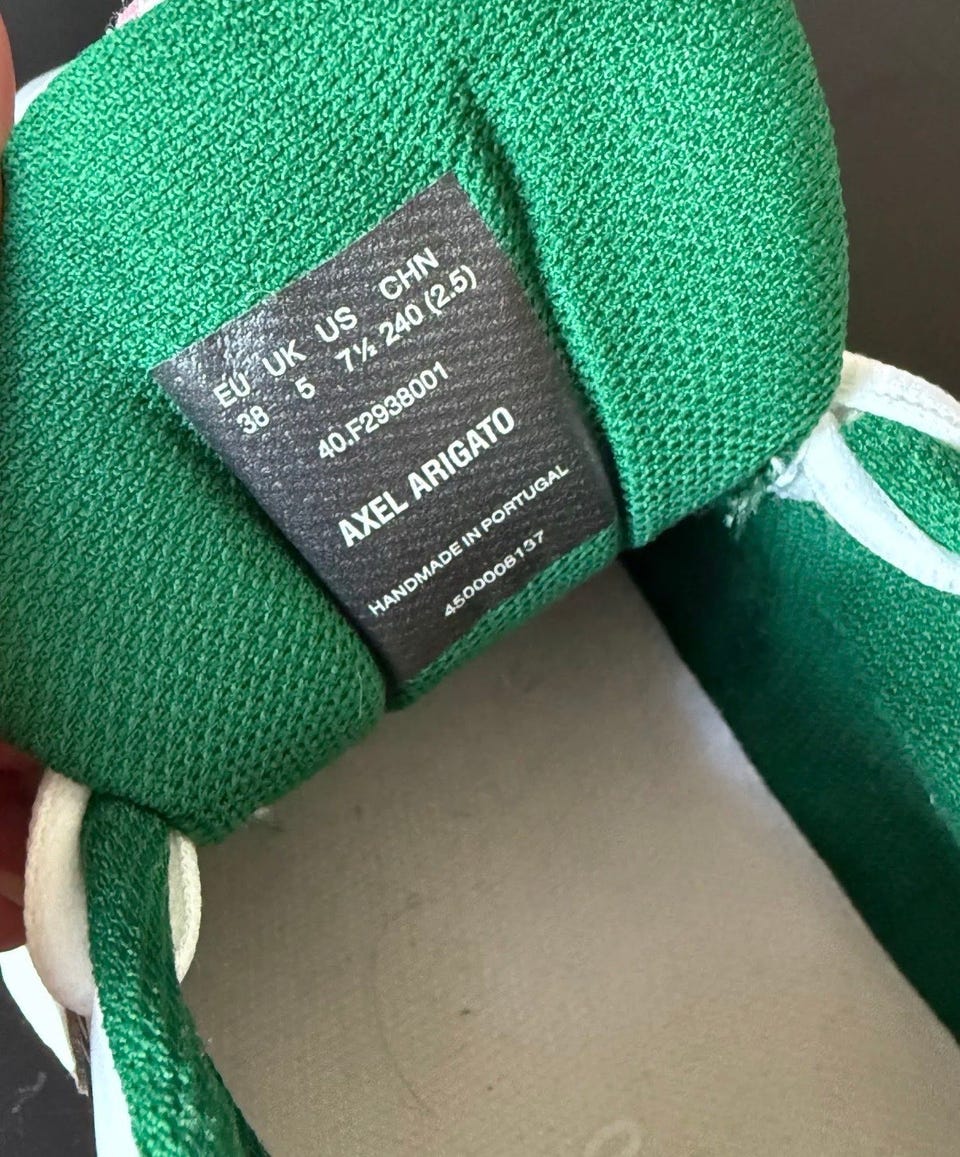 EU UK US CHN
38 5 7½ 240 (2.5)
40.F2938001
AXEL ARIGATO
HANDMADE IN PORTUGAL
4500008137